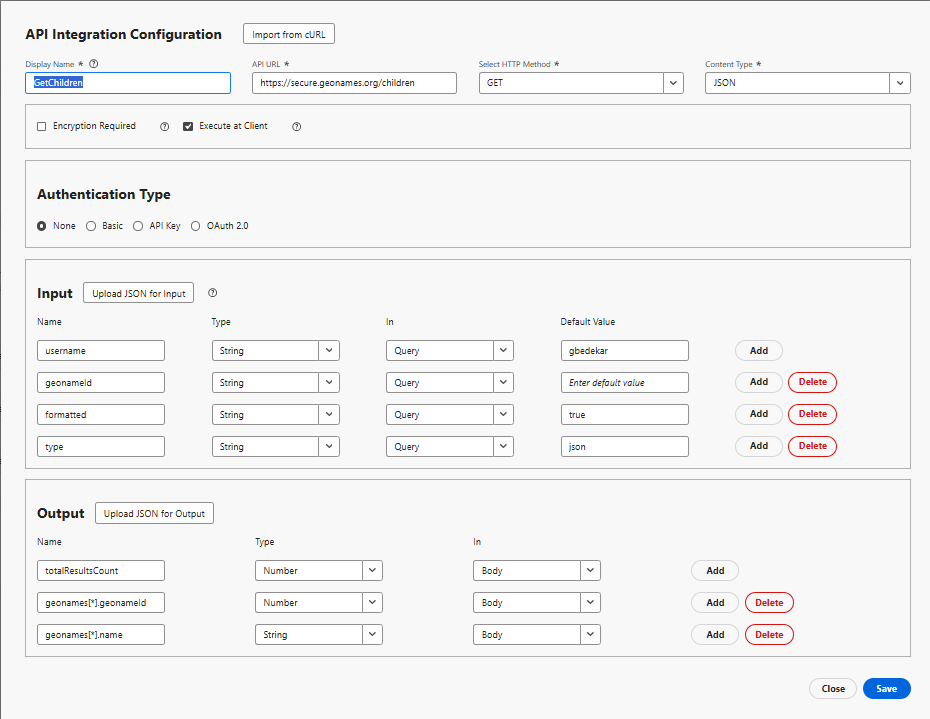 API Integration Configuration Import from cURL
Display Name * API URL * Select HTTP Method * Content Type *
GetChildren https://secure.geonames.org/children GET JSON
Encryption Required Execute at Client
Authentication Type
None Basic API Key OAuth 2.0
Input Upload JSON for Input
Name Type In Default Value
username String Query gbedekar Add
geonameId String Query Enter default value Add Delete
formatted String Query true Add Delete
type String Query json Add Delete
Output Upload JSON for Output
Name Type In
totalResultsCount Number Body Add
geonames[*].geonameId Number Body Add Delete
geonames[*].name String Body Add Delete
Close Save